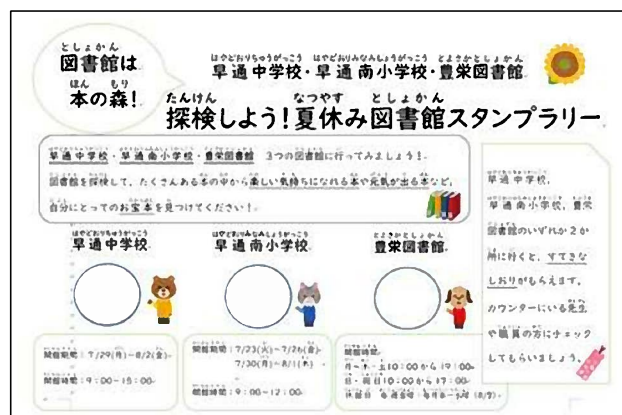 図書館は
本の森！
早通中学校・早通南小学校・豊栄図書館
探検しよう！夏休み図書館スタンプラリー
早通中学校・早通南小学校・豊栄図書館　3つの図書館に行ってみましょう！
図書館を探検して、たくさんある本の中から楽しい気持ちになれる本や元気が出る本など、
自分にとってのお宝本を見つけてください！
早通中学校
早通南小学校
豊栄図書館
開館期間：7/29(月)～8/2(金)
開館時間：9：00～15：00
開館期間：7/23(火)～7/26(金)
7/30(月)～8/1(木)
開館時間：9：00～12：00
開館時間
10：00から19：00
日・祝日10：00から17：00
休館日
早通中学校、
早通南小学校、豊栄
図書館のいずれか2か
所に行くと、すてきな
しおりがもらえます。
カウンターにいる先生
や職員の方にチェック
してもらいましょう。